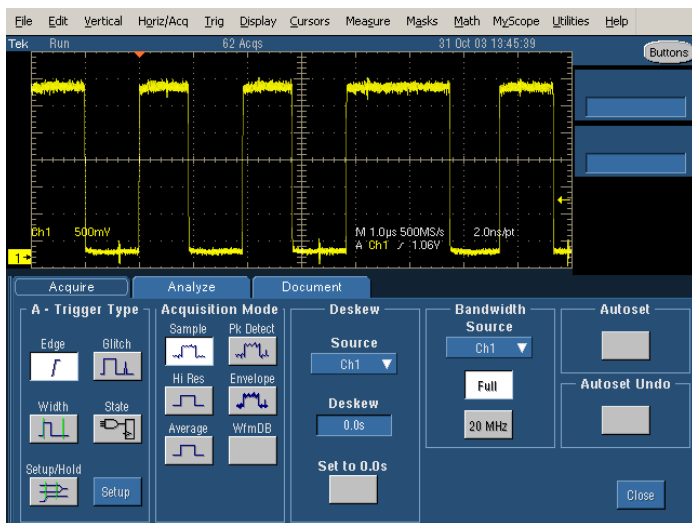 File Edit Vertical Horiz/Acq Trig Display Cursors Measure Masks Math MyScope Utilities Help
Tek Run 62 Acqs 31 Oct 03 13:45:39
Buttons
Ch1 500mV M 1.0µs 500MS/s 2.0ns/pt
A Ch1 ⌿ 1.06V
1
Acquire Analyze Document
A - Trigger Type
Edge Glitch
Width State
Setup/Hold
Setup
Acquisition Mode
Sample Pk Detect
Hi Res Envelope
Average WfmDB
Deskew
Source
Ch1
Deskew
0.0s
Set to 0.0s
Bandwidth
Source
Ch1
Full
20 MHz
Autoset
Autoset Undo
Close